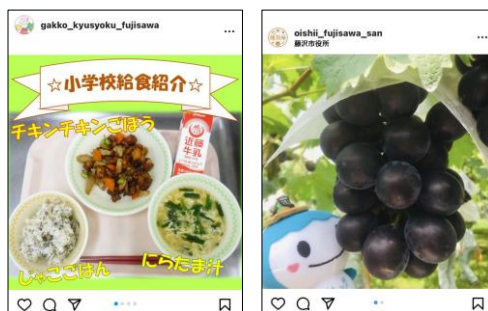 gakko_kyusyoku_fujisawa
☆小学校給食紹介☆
チキンチキンごぼう
近藤
牛乳
じゃこごはん
にらたま汁
oishii_fujisawa_san
藤沢市役所